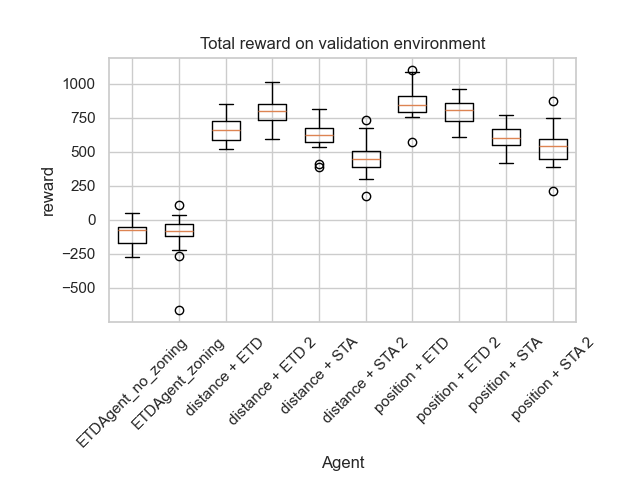 Total reward on validation environment
1000
750
500
250
0
−250
−500
reward
ETDAgent_no_zoning
ETDAgent_zoning
distance + ETD
distance + ETD 2
distance + STA
distance + STA 2
position + ETD
position + ETD 2
position + STA
position + STA 2
Agent